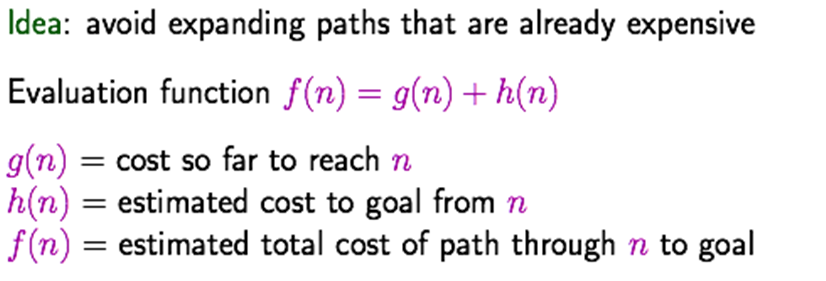 Idea: avoid expanding paths that are already expensive
Evaluation function f(n) = g(n) + h(n)
g(n) = cost so far to reach n
h(n) = estimated cost to goal from n
f(n) = estimated total cost of path through n to goal